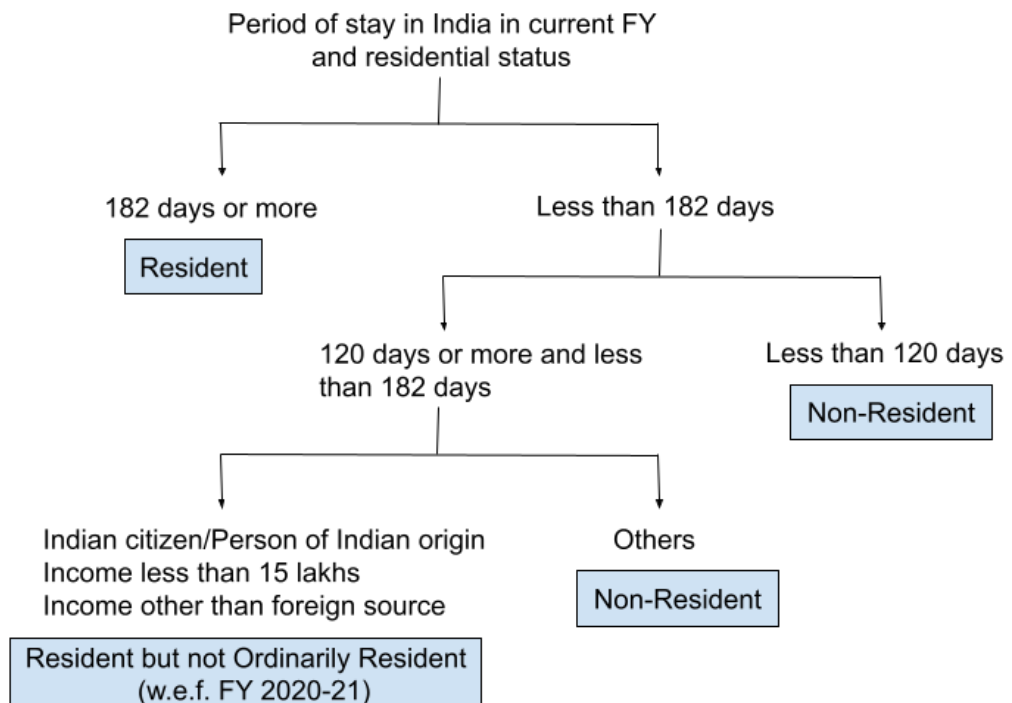 Period of stay in India in current FY
and residential status
182 days or more
Resident
Less than 182 days
120 days or more and less
than 182 days
Less than 120 days
Non-Resident
Indian citizen/Person of Indian origin
Income less than 15 lakhs
Income other than foreign source
Resident but not Ordinarily Resident
(w.e.f. FY 2020-21)
Others
Non-Resident